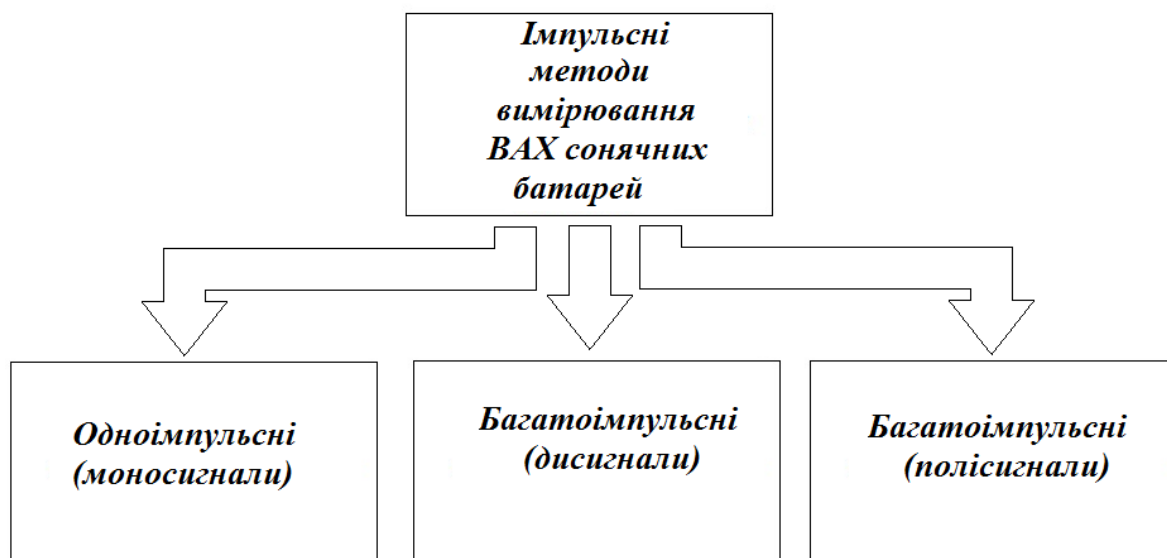 Імпульсні
методи
вимірювання
ВАХ сонячних
батарей
Одноімпульсні
(моносигнали)
Багатоімпульсні
(дисигнали)
Багатоімпульсні
(полісигнали)